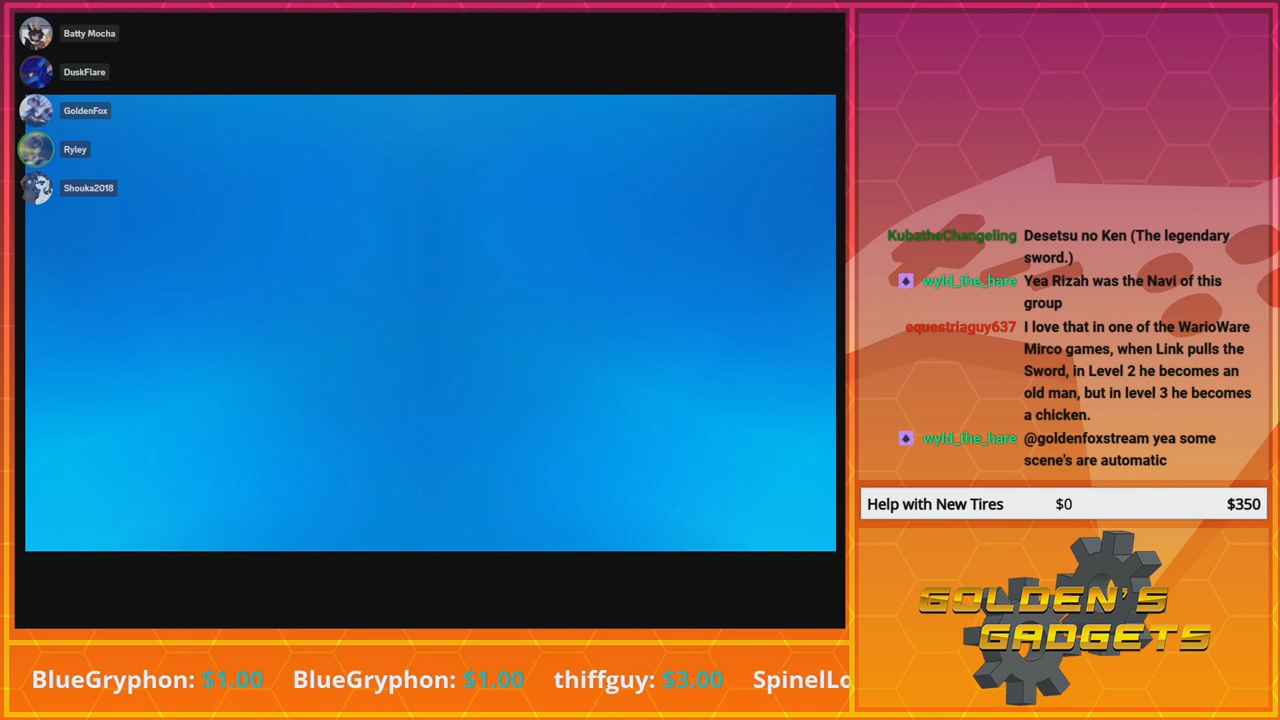 Batty Mocha
DuskFlare
GoldenFox
Ryley
Shouka2018
KubatheChangeling Desetsu no Ken (The legendary
sword.)
wyld_the_hare Yea Rizah was the Navi of this
group
equestriaguy637 I love that in one of the WarioWare
Mirco games, when Link pulls the
Sword, in Level 2 he becomes an
old man, but in level 3 he becomes
a chicken.
wyld_the_hare @goldenfoxstream yea some
scene's are automatic
Help with New Tires $0 $350
GOLDEN'S
GADGETS
BlueGryphon: $1.00 BlueGryphon: $1.00 thiffguy: $3.00 SpinelLo